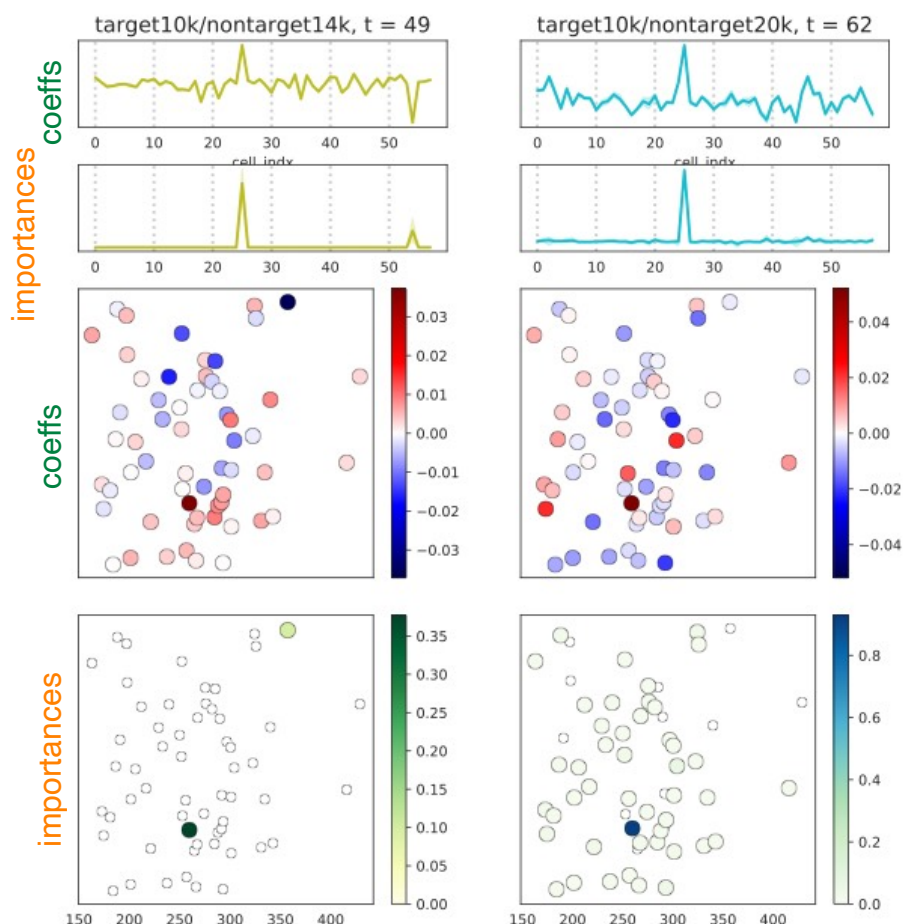 target10k/nontarget14k, t = 49
target10k/nontarget20k, t = 62
coeffs
0 10 20 30 40 50
0 10 20 30 40 50
cell_indx
cell_indx
importances
0 10 20 30 40 50
0 10 20 30 40 50
coeffs
0.03
0.02
0.01
0.00
−0.01
−0.02
−0.03
0.04
0.02
0.00
−0.02
−0.04
importances
0.35
0.30
0.25
0.20
0.15
0.10
0.05
0.00
0.8
0.6
0.4
0.2
0.0
150 200 250 300 350 400
150 200 250 300 350 400